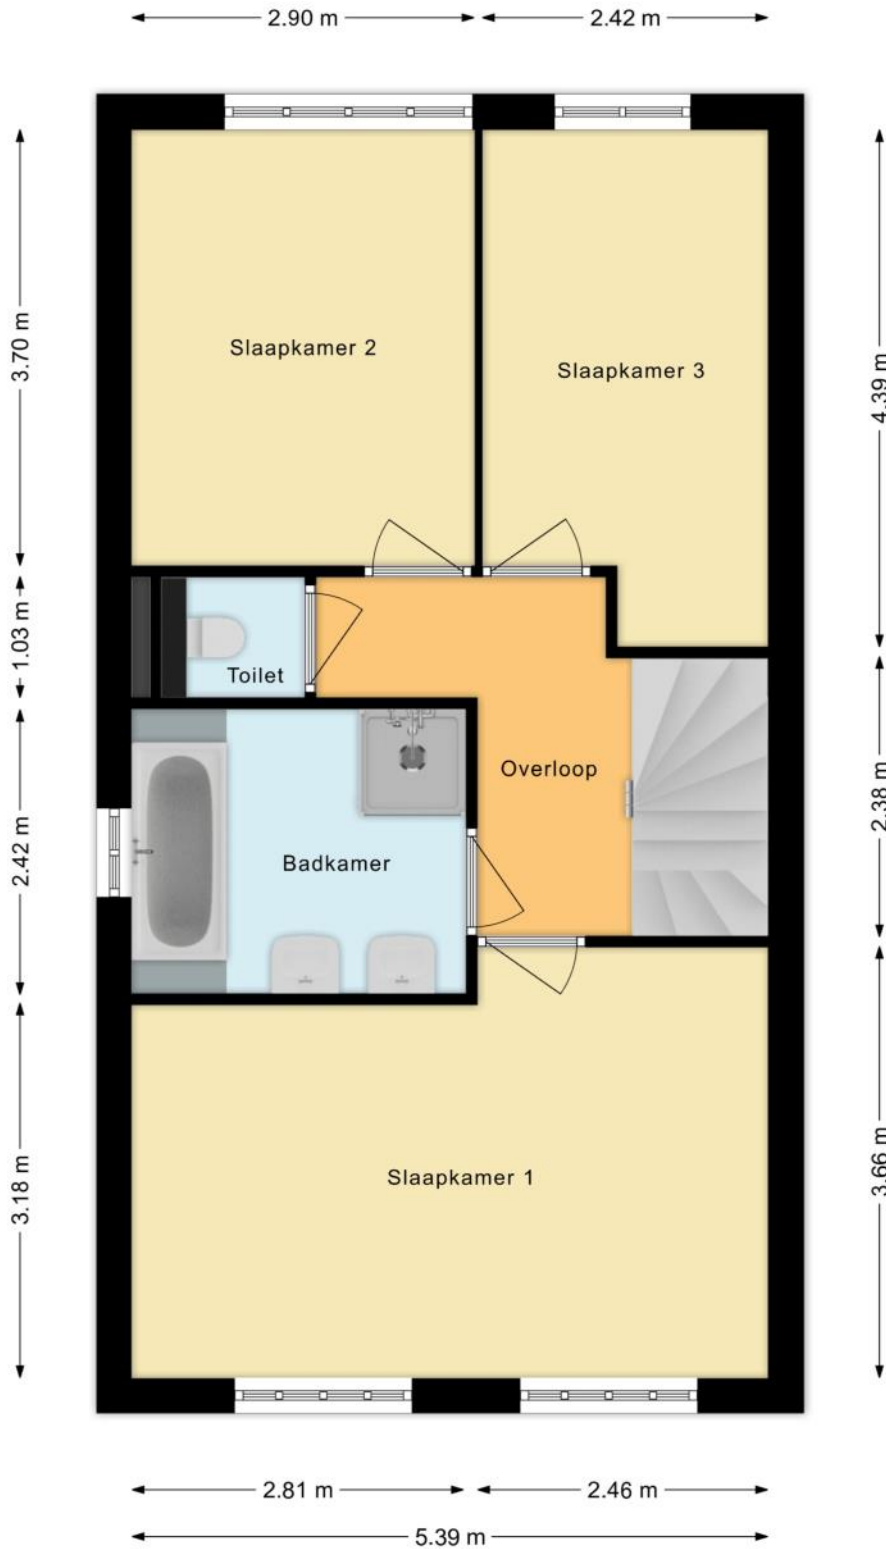 2.90 m
2.42 m
3.70 m
4.39 m
Slaapkamer 2
Slaapkamer 3
1.03 m
Toilet
Overloop
2.38 m
2.42 m
Badkamer
3.18 m
3.66 m
Slaapkamer 1
2.81 m
2.46 m
5.39 m